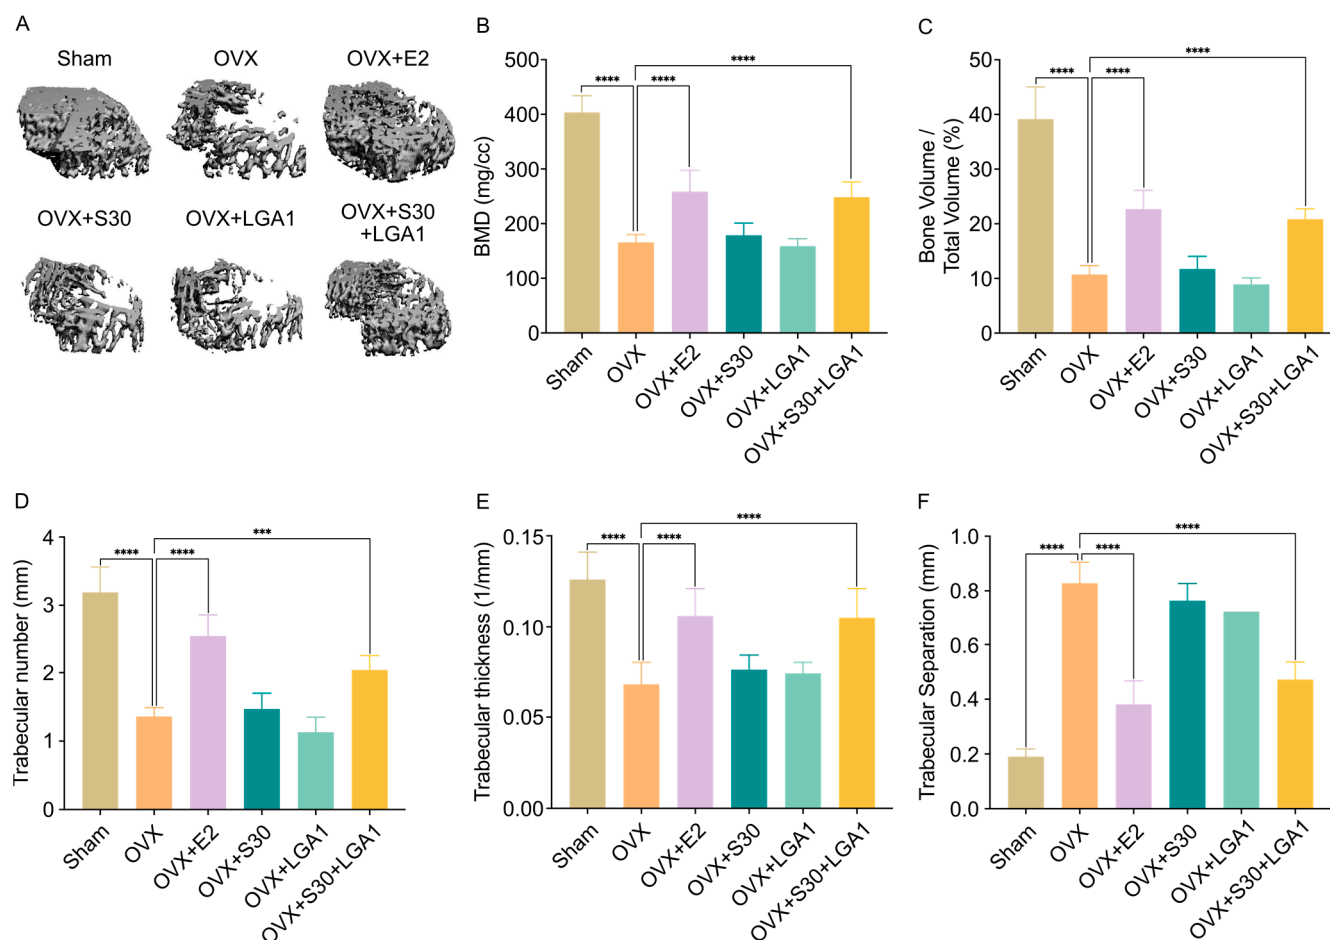 A
Sham
OVX
OVX+E2
OVX+S30
OVX+LGA1
OVX+S30
+LGA1
B
BMD (mg/cc)
500
400
300
200
100
0
****
****
****
Sham
OVX
OVX+E2
OVX+S30
OVX+LGA1
OVX+S30+LGA1
C
Bone Volume /
Total Volume (%)
50
40
30
20
10
0
****
****
****
Sham
OVX
OVX+E2
OVX+S30
OVX+LGA1
OVX+S30+LGA1
D
Trabecular number (mm)
4
3
2
1
0
***
****
****
Sham
OVX
OVX+E2
OVX+S30
OVX+LGA1
OVX+S30+LGA1
E
Trabecular thickness (1/mm)
0.15
0.10
0.05
0.00
****
****
****
Sham
OVX
OVX+E2
OVX+S30
OVX+LGA1
OVX+S30+LGA1
F
Trabecular Separation (mm)
1.0
0.8
0.6
0.4
0.2
0.0
****
****
****
Sham
OVX
OVX+E2
OVX+S30
OVX+LGA1
OVX+S30+LGA1